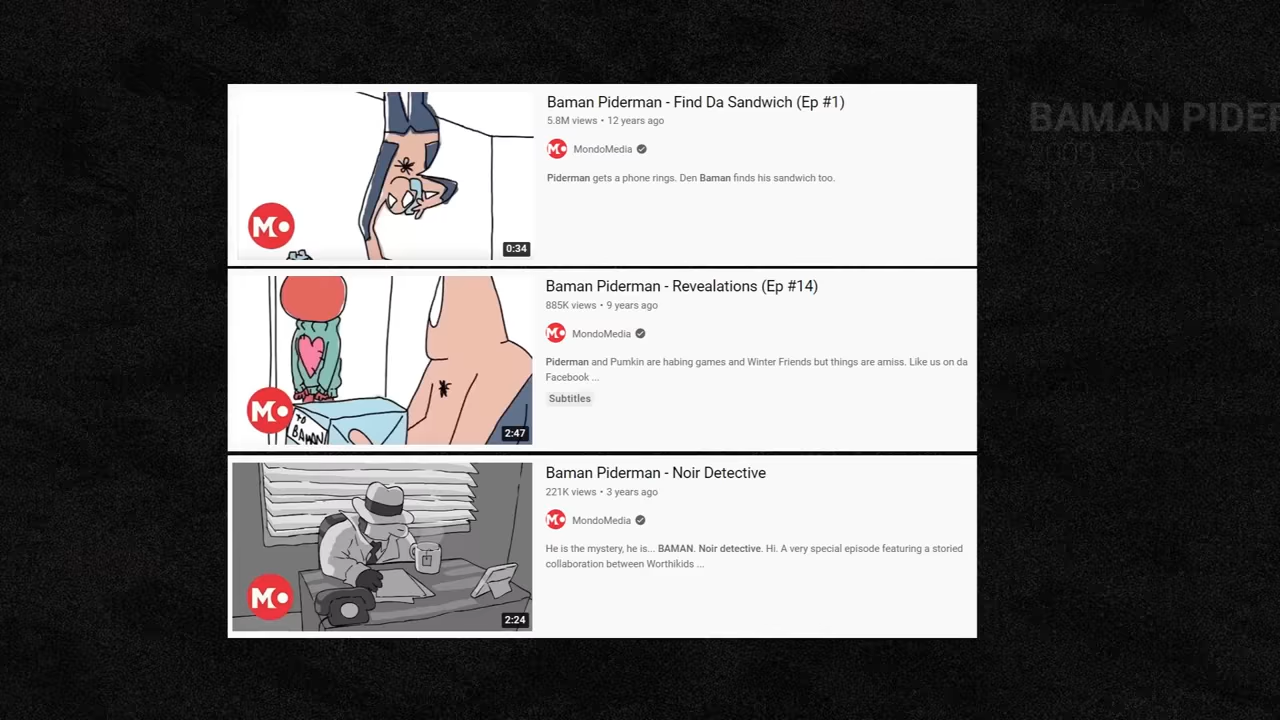 Baman Piderman - Find Da Sandwich (Ep #1)
5.8M views • 12 years ago
MondoMedia
Piderman gets a phone rings. Den Baman finds his sandwich too.
M
0:34
BAMAN PIDER
Baman Piderman - Revealations (Ep #14)
885K views • 9 years ago
MondoMedia
Piderman and Pumkin are habing games and Winter Friends but things are amiss. Like us on da
Facebook ...
Subtitles
M
TO
BAMAN
2:47
Baman Piderman - Noir Detective
221K views • 3 years ago
MondoMedia
He is the mystery, he is... BAMAN. Noir detective. Hi. A very special episode featuring a storied
collaboration between Worthikids ...
M
2:24